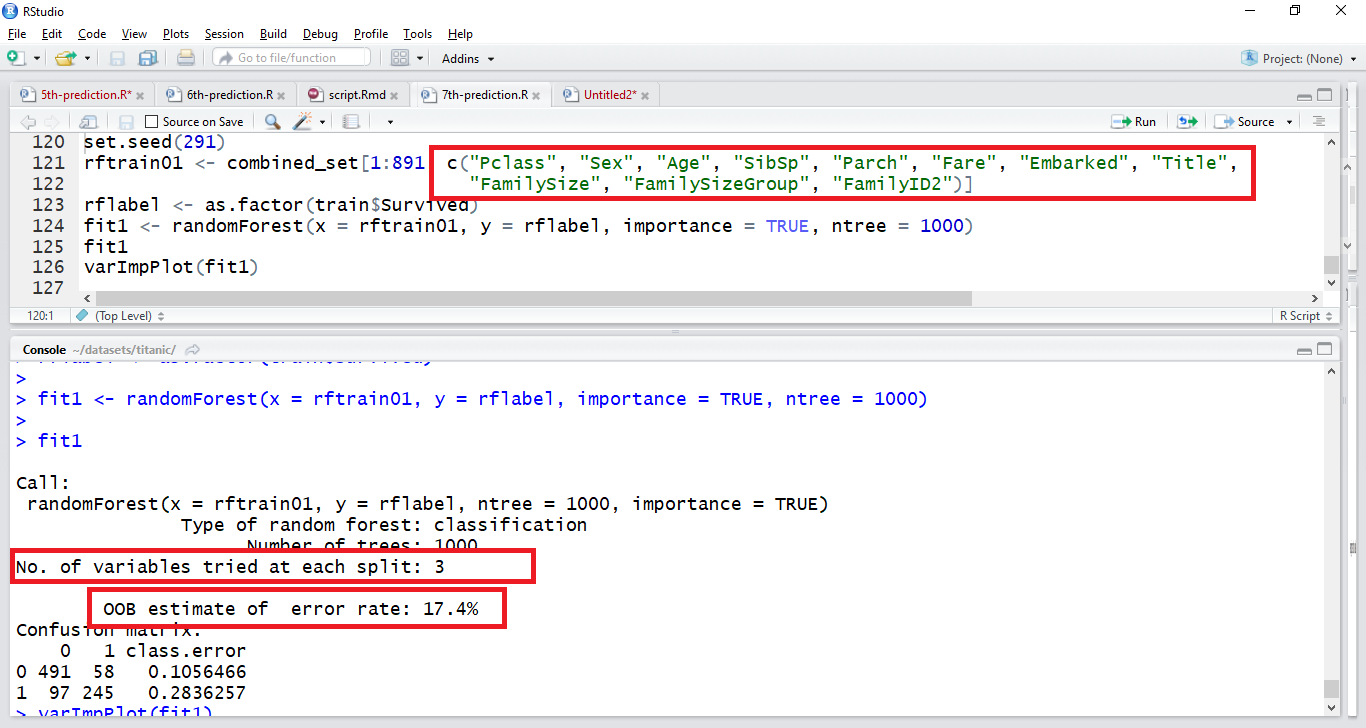 RStudio
File Edit Code View Plots Session Build Debug Profile Tools Help
Go to file/function Addins Project: (None)
5th-prediction.R* 6th-prediction.R script.Rmd 7th-prediction.R Untitled2*
Source on Save Run Source
120 set.seed(291)
121 rftrain01 <- combined_set[1:891 c("Pclass", "Sex", "Age", "SibSp", "Parch", "Fare", "Embarked", "Title",
122 "FamilySize", "FamilySizeGroup", "FamilyID2")]
123 rflabel <- as.factor(train$Survived)
124 fit1 <- randomForest(x = rftrain01, y = rflabel, importance = TRUE, ntree = 1000)
125 fit1
126 varImpPlot(fit1)
127
120:1 (Top Level) R Script
Console ~/datasets/titanic/
> rflabel <- as.factor(train$Survived)
>
> fit1 <- randomForest(x = rftrain01, y = rflabel, importance = TRUE, ntree = 1000)
>
> fit1
Call:
randomForest(x = rftrain01, y = rflabel, ntree = 1000, importance = TRUE)
Type of random forest: classification
Number of trees: 1000
No. of variables tried at each split: 3
OOB estimate of  error rate: 17.4%
Confusion matrix:
0 1 class.error
0 491 58 0.1056466
1 97 245 0.2836257
> varImpPlot(fit1)